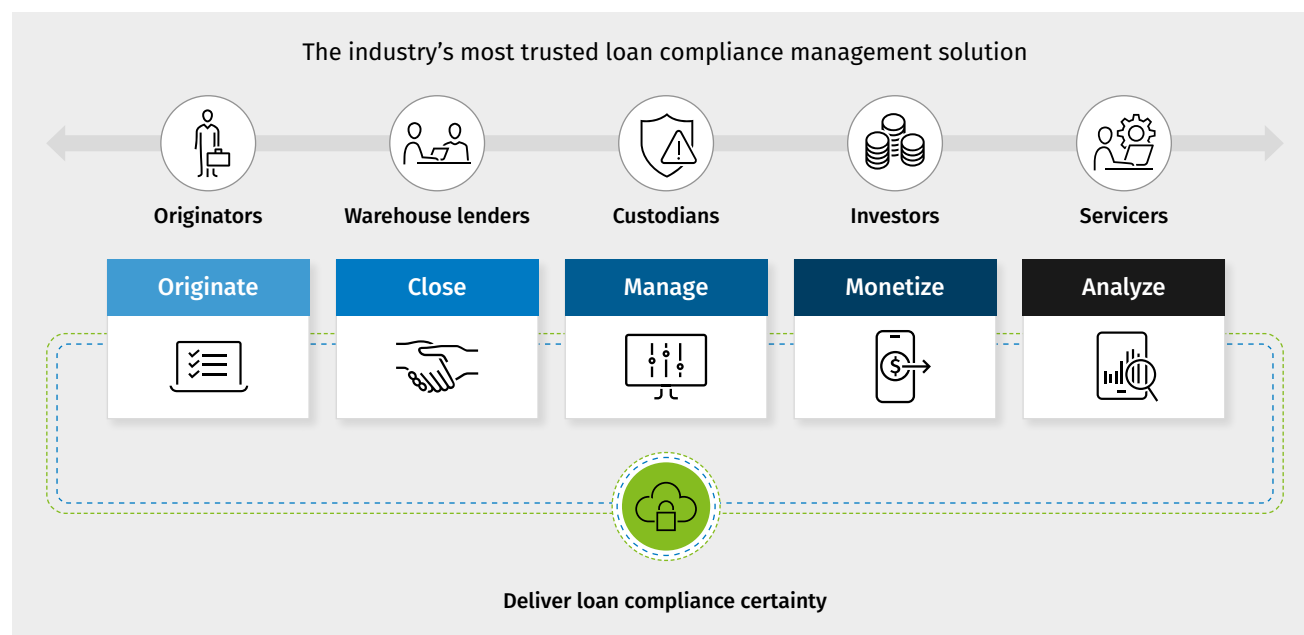 The industry’s most trusted loan compliance management solution
Originators
Warehouse lenders
Custodians
Investors
Servicers
Originate
Close
Manage
Monetize
Analyze
$
Deliver loan compliance certainty